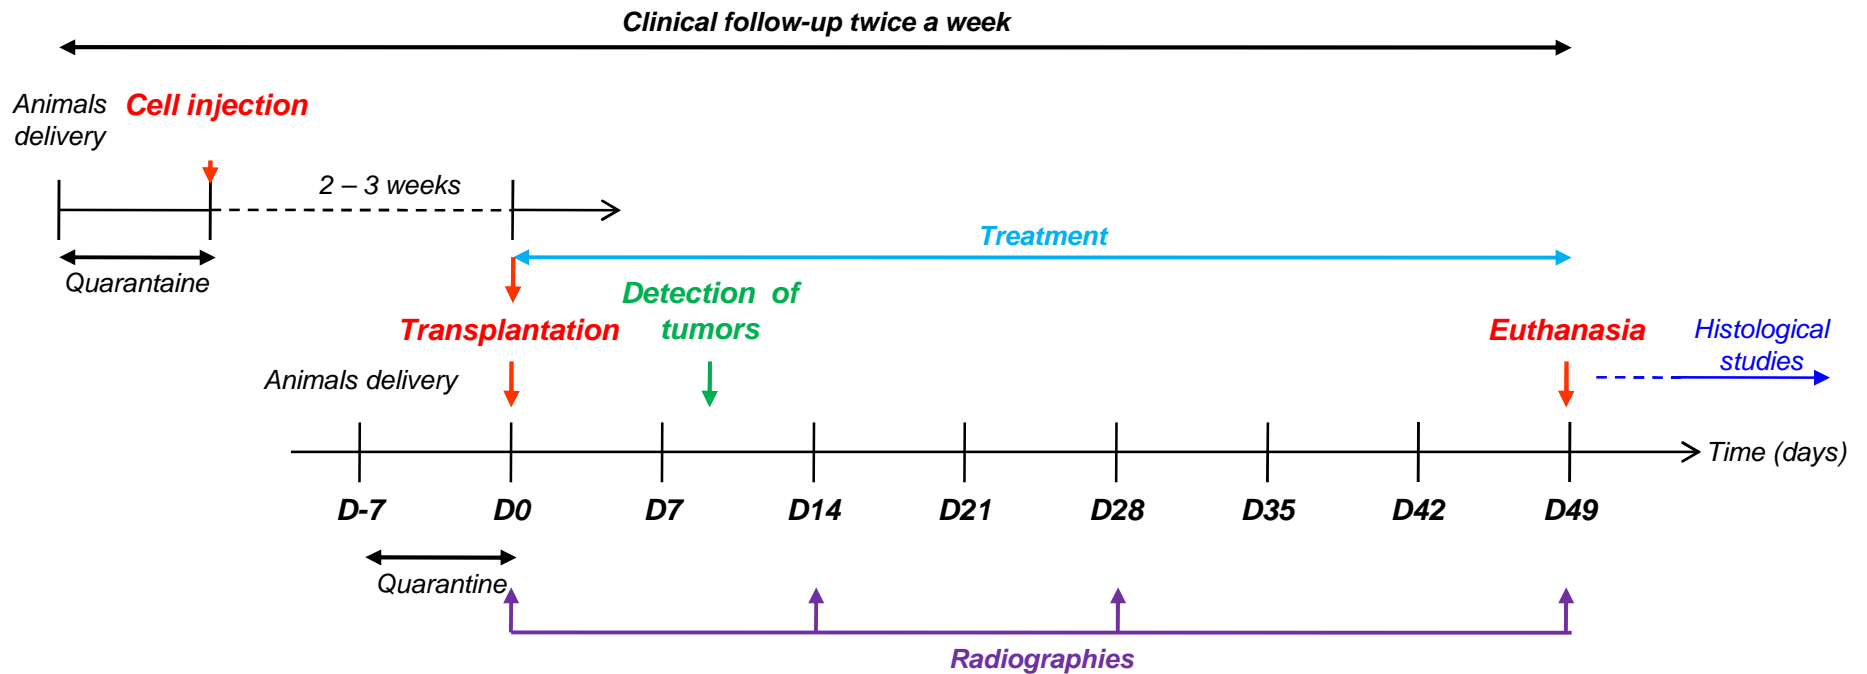 Clinical follow-up twice a week
Animals
delivery
Cell injection
2 – 3 weeks
Quarantaine
Treatment
Detection of
tumors
Transplantation
Euthanasia
Histological
studies
Animals delivery
Time (days)
D-7 D0 D7 D14 D21 D28 D35 D42 D49
Quarantine
Radiographies